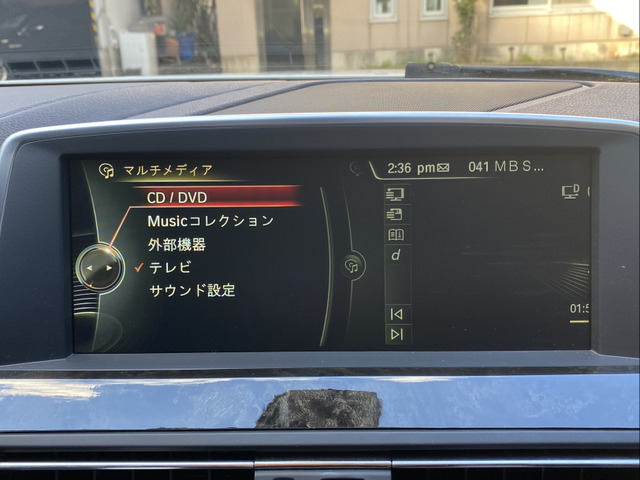 マルチメディア
2:36 pm 041 MBS...
CD / DVD
Musicコレクション
外部機器
テレビ
サウンド設定
d
D
01:5